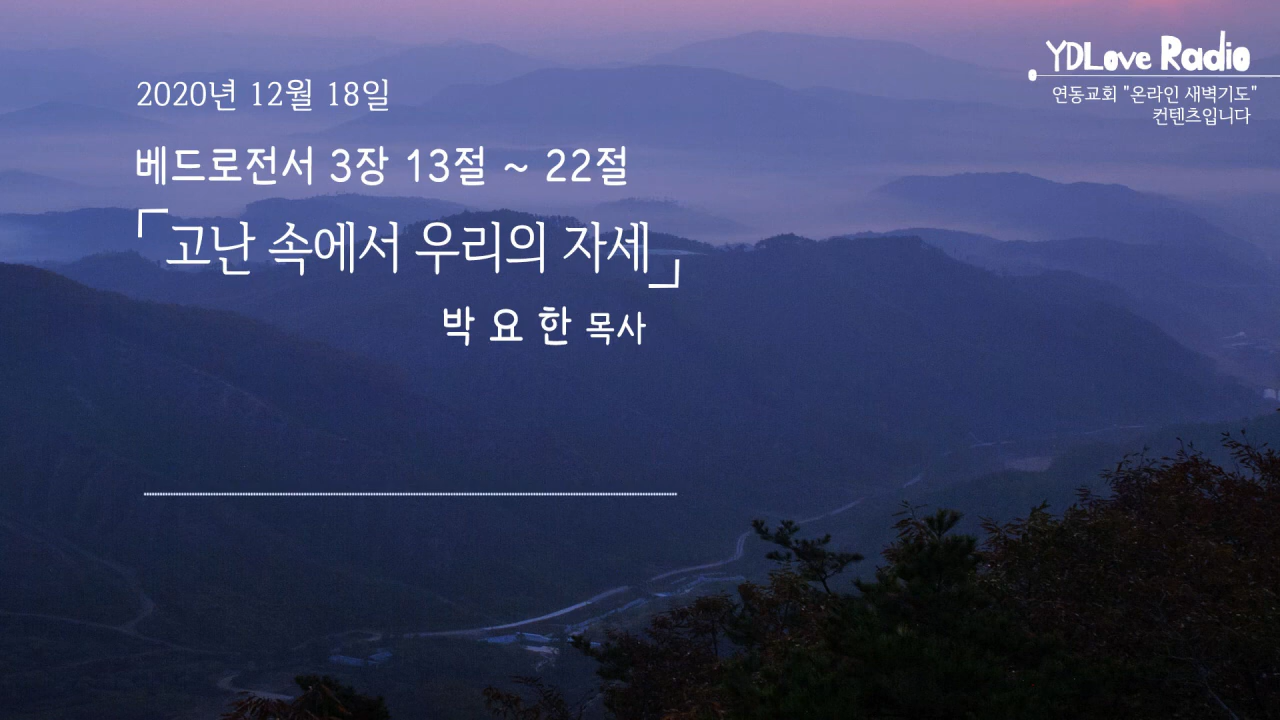 YDLove Radio
연동교회 "온라인 새벽기도"
컨텐츠입니다
2020년 12월 18일
베드로전서 3장 13절 ~ 22절
「고난 속에서 우리의 자세」
박 요 한 목사